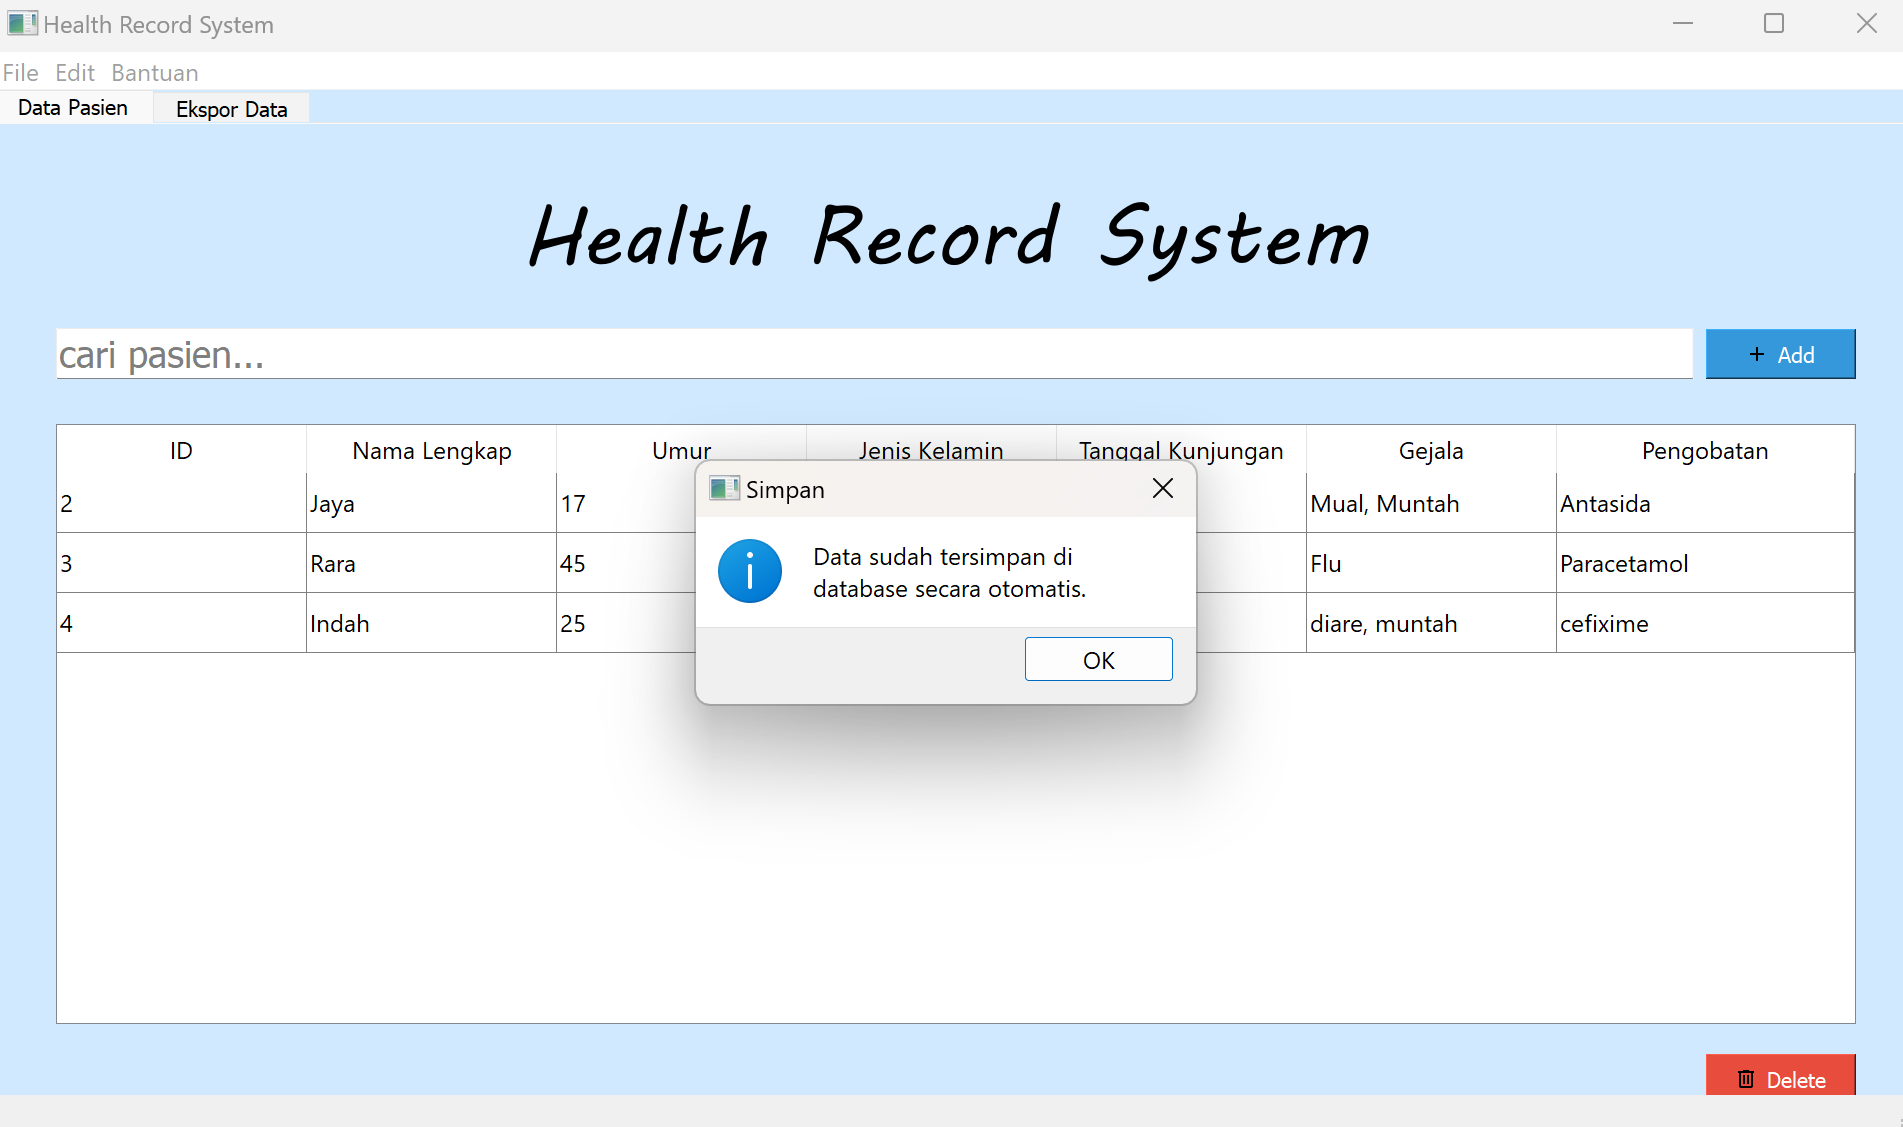 Health Record System
File Edit Bantuan
Data Pasien Ekspor Data
Health Record System
cari pasien...
+ Add
ID Nama Lengkap Umur Jenis Kelamin Tanggal Kunjungan Gejala Pengobatan
Simpan
Data sudah tersimpan di
database secara otomatis.
OK
2 Jaya 17 Mual, Muntah Antasida
3 Rara 45 Flu Paracetamol
4 Indah 25 diare, muntah cefixime
Delete